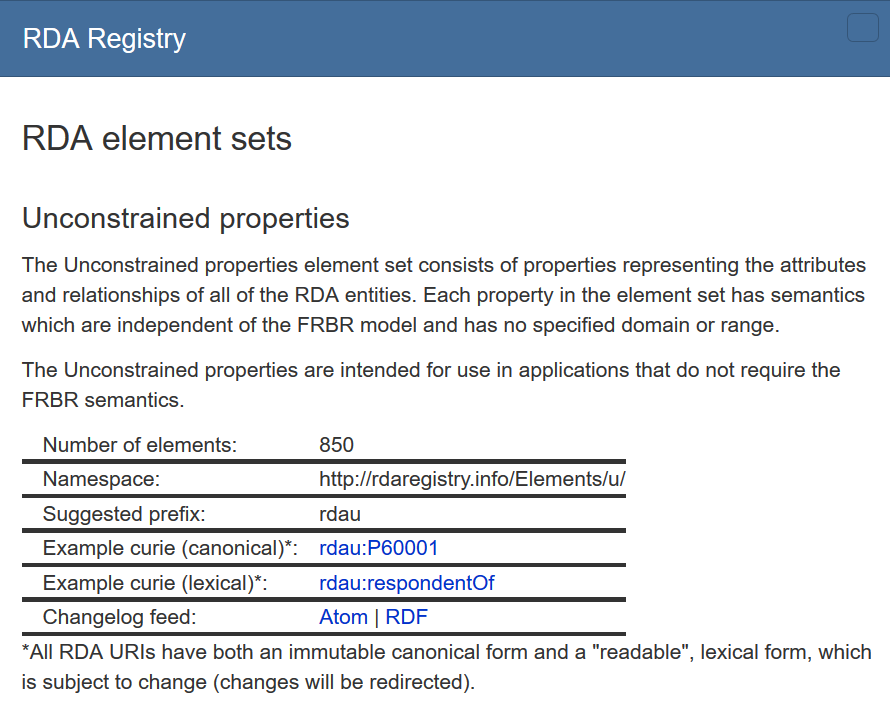 RDA Registry
RDA element sets
Unconstrained properties
The Unconstrained properties element set consists of properties representing the attributes
and relationships of all of the RDA entities. Each property in the element set has semantics
which are independent of the FRBR model and has no specified domain or range.
The Unconstrained properties are intended for use in applications that do not require the
FRBR semantics.
Number of elements: 850
Namespace: http://rdaregistry.info/Elements/u/
Suggested prefix: rdau
Example curie (canonical)*: rdau:P60001
Example curie (lexical)*: rdau:respondentOf
Changelog feed: Atom | RDF
*All RDA URIs have both an immutable canonical form and a "readable", lexical form, which
is subject to change (changes will be redirected).